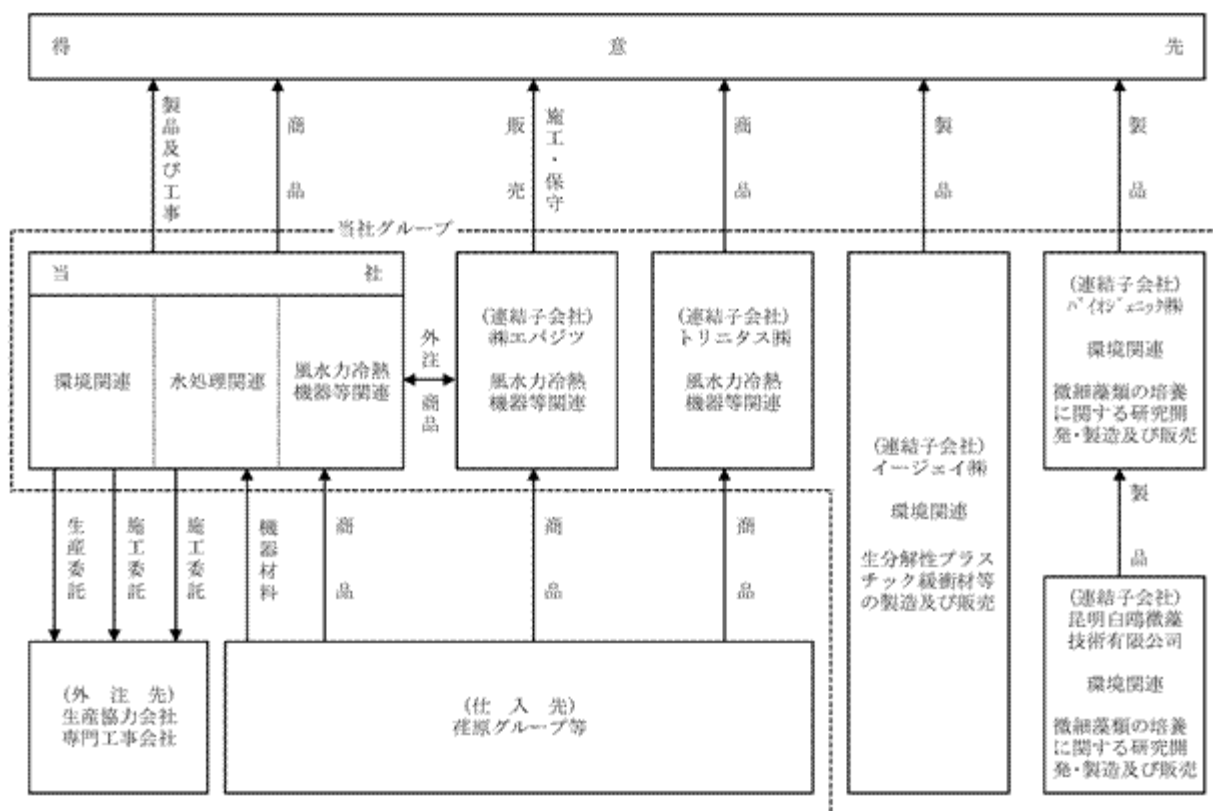 得意先
製品及び工事
商品
販売
施工・保守
商品
製品
製品
当社グループ
当社
環境関連
水処理関連
風水力冷熱
機器等関連
外注
商品
(連結子会社)
㈱エバジツ
風水力冷熱
機器等関連
(連結子会社)
トリニタス㈱
風水力冷熱
機器等関連
(連結子会社)
イージェイ㈱
環境関連
生分解性プラス
チック緩衝材等
の製造及び販売
(連結子会社)
バイオジェニック㈱
環境関連
微細藻類の培養
に関する研究開
発・製造及び販売
製品
(連結子会社)
昆明白鴎微藻
技術有限公司
環境関連
微細藻類の培養
に関する研究開
発・製造及び販売
生産委託
施工委託
施工委託
機器材料
商品
商品
商品
(外注先)
生産協力会社
専門工事会社
(仕入先)
荏原グループ等